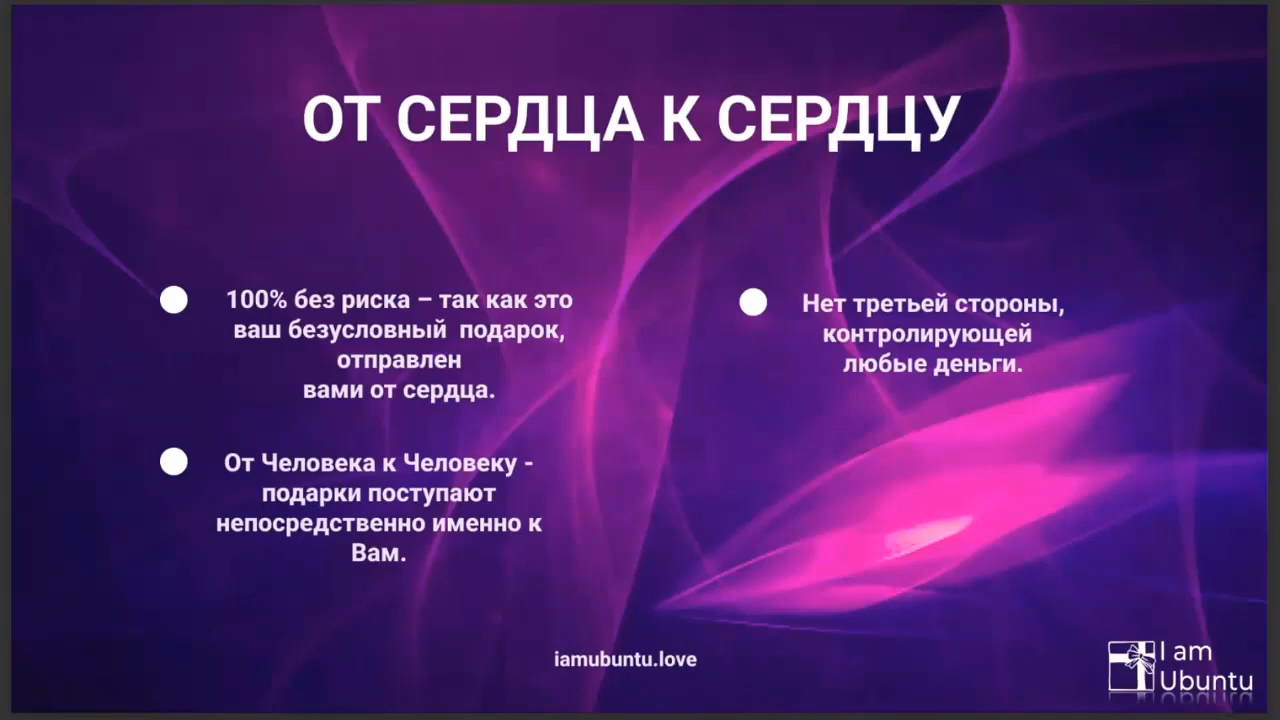 ОТ СЕРДЦА К СЕРДЦУ
100% без риска – так как это
ваш безусловный  подарок,
отправлен
вами от сердца.
От Человека к Человеку -
подарки поступают
непосредственно именно к
Вам.
Нет третьей стороны,
контролирующей
любые деньги.
iamubuntu.love
I am
Ubuntu